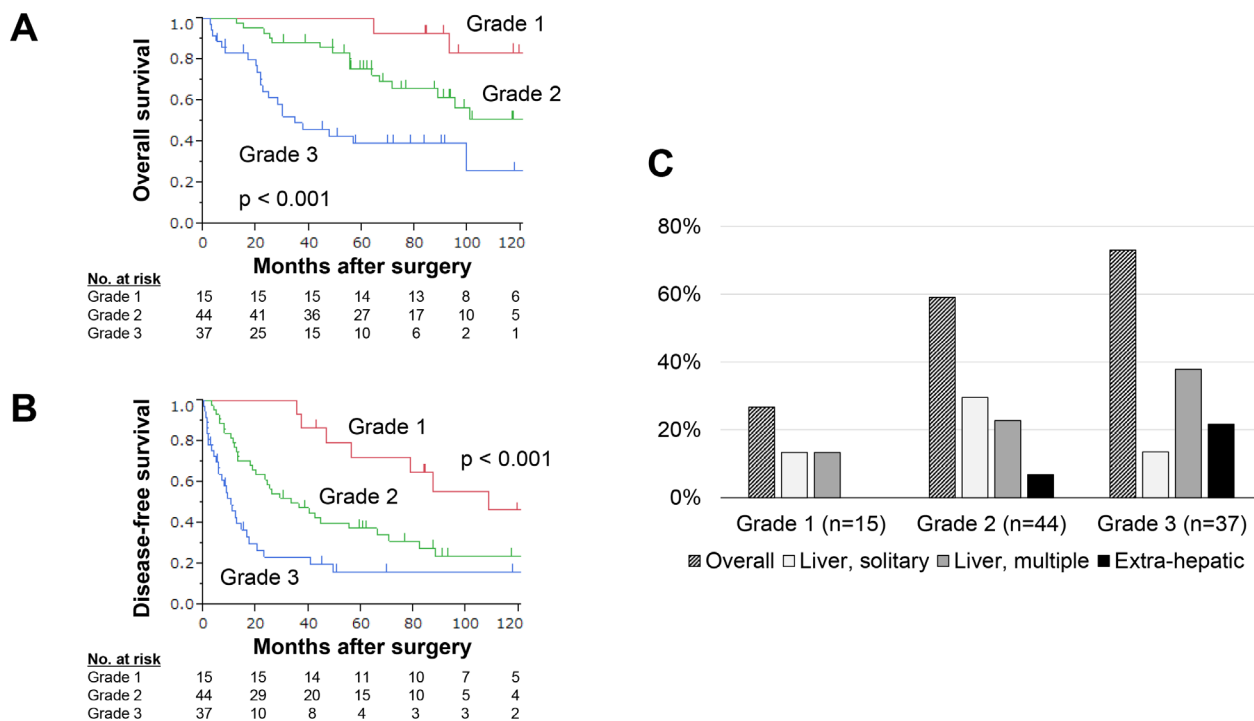 A
Overall survival
1.0
0.8
0.6
0.4
0.2
0.0
Grade 1
Grade 2
Grade 3
p < 0.001
0 20 40 60 80 100 120
Months after surgery
No. at risk
Grade 1 15 15 15 14 13 8 6
Grade 2 44 41 36 27 17 10 5
Grade 3 37 25 15 10 6 2 1
B
Disease-free survival
1.0
0.8
0.6
0.4
0.2
0.0
Grade 1
p < 0.001
Grade 2
Grade 3
0 20 40 60 80 100 120
Months after surgery
No. at risk
Grade 1 15 15 14 11 10 7 5
Grade 2 44 29 20 15 10 5 4
Grade 3 37 10 8 4 3 3 2
C
80%
60%
40%
20%
0%
Grade 1 (n=15) Grade 2 (n=44) Grade 3 (n=37)
Overall Liver, solitary Liver, multiple Extra-hepatic